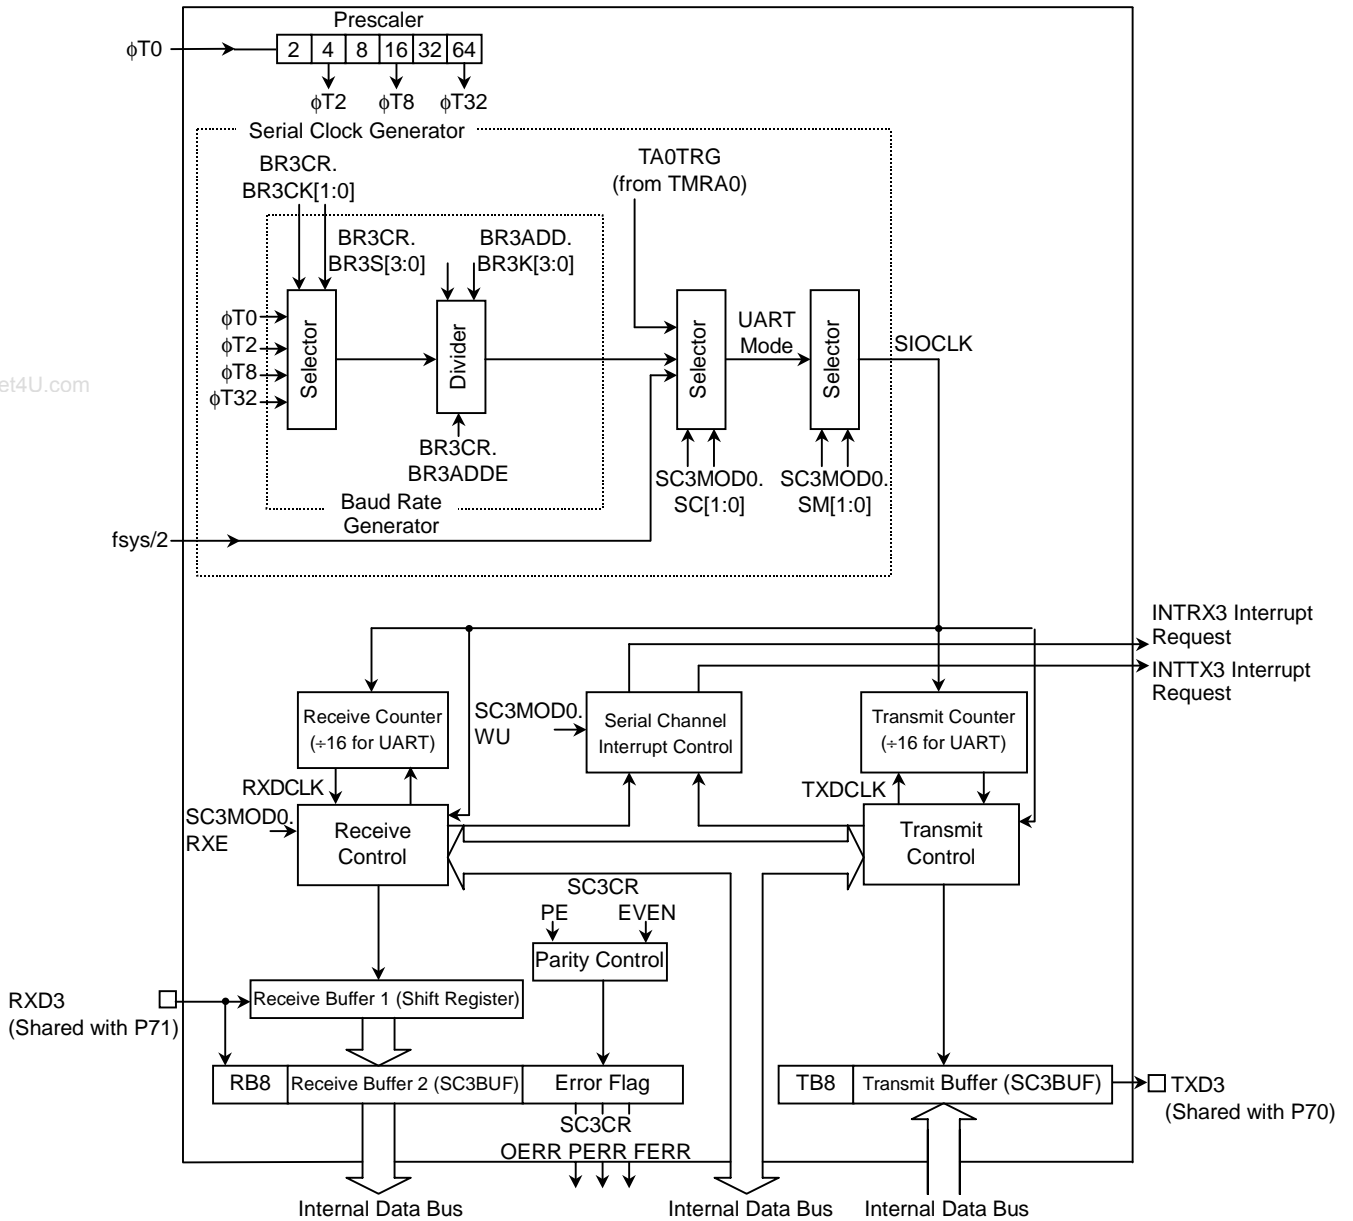 Prescaler
ϕT0
2 4 8 16 32 64
ϕT2 ϕT8 ϕT32
Serial Clock Generator
BR3CR.
BR3CK[1:0]
TA0TRG
(from TMRA0)
BR3CR.
BR3S[3:0]
BR3ADD.
BR3K[3:0]
ϕT0
ϕT2
ϕT8
ϕT32
Selector
Divider
Selector
UART
Mode
Selector
SIOCLK
et4U.com
BR3CR.
BR3ADDE
SC3MOD0.
SC[1:0]
SC3MOD0.
SM[1:0]
Baud Rate
Generator
fsys/2
INTRX3 Interrupt
Request
INTTX3 Interrupt
Request
Receive Counter
(÷16 for UART)
SC3MOD0.
WU
Serial Channel
Interrupt Control
Transmit Counter
(÷16 for UART)
RXDCLK
TXDCLK
SC3MOD0.
RXE
Receive
Control
Transmit
Control
SC3CR
PE EVEN
Parity Control
RXD3
(Shared with P71)
Receive Buffer 1 (Shift Register)
RB8 Receive Buffer 2 (SC3BUF) Error Flag
TB8 Transmit Buffer (SC3BUF)
TXD3
(Shared with P70)
SC3CR
OERR PERR FERR
Internal Data Bus Internal Data Bus Internal Data Bus